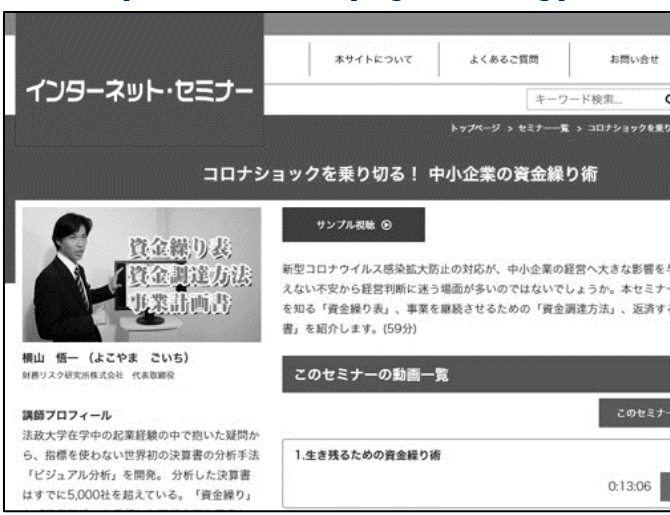 本サイトについて
よくあるご質問
お問い合せ
インターネット・セミナー
キーワード検索...
トップページ > セミナー一覧 > コロナショックを乗り
コロナショックを乗り切る！ 中小企業の資金繰り術
資金繰り表
資金調達方法
事業計画書
サンプル視聴
新型コロナウイルス感染拡大防止の対応が、中小企業の経営へ大きな影響を
えない不安から経営判断に迷う場面が多いのではないでしょうか。本セミナー
を知る「資金繰り表」、事業を継続させるための「資金調達方法」、返済する
書」を紹介します。(59分)
横山 悟一 （よこやま ごいち）
財務リスク研究所株式会社 代表取締役
このセミナーの動画一覧
講師プロフィール
法政大学在学中の起業経験の中で抱いた疑問か
ら、指標を使わない世界初の決算書の分析手法
「ビジュアル分析」を開発。 分析した決算書
はすでに5,000社を超えている。「資金繰り」
このセミナー
1.生き残るための資金繰り術
0:13:06